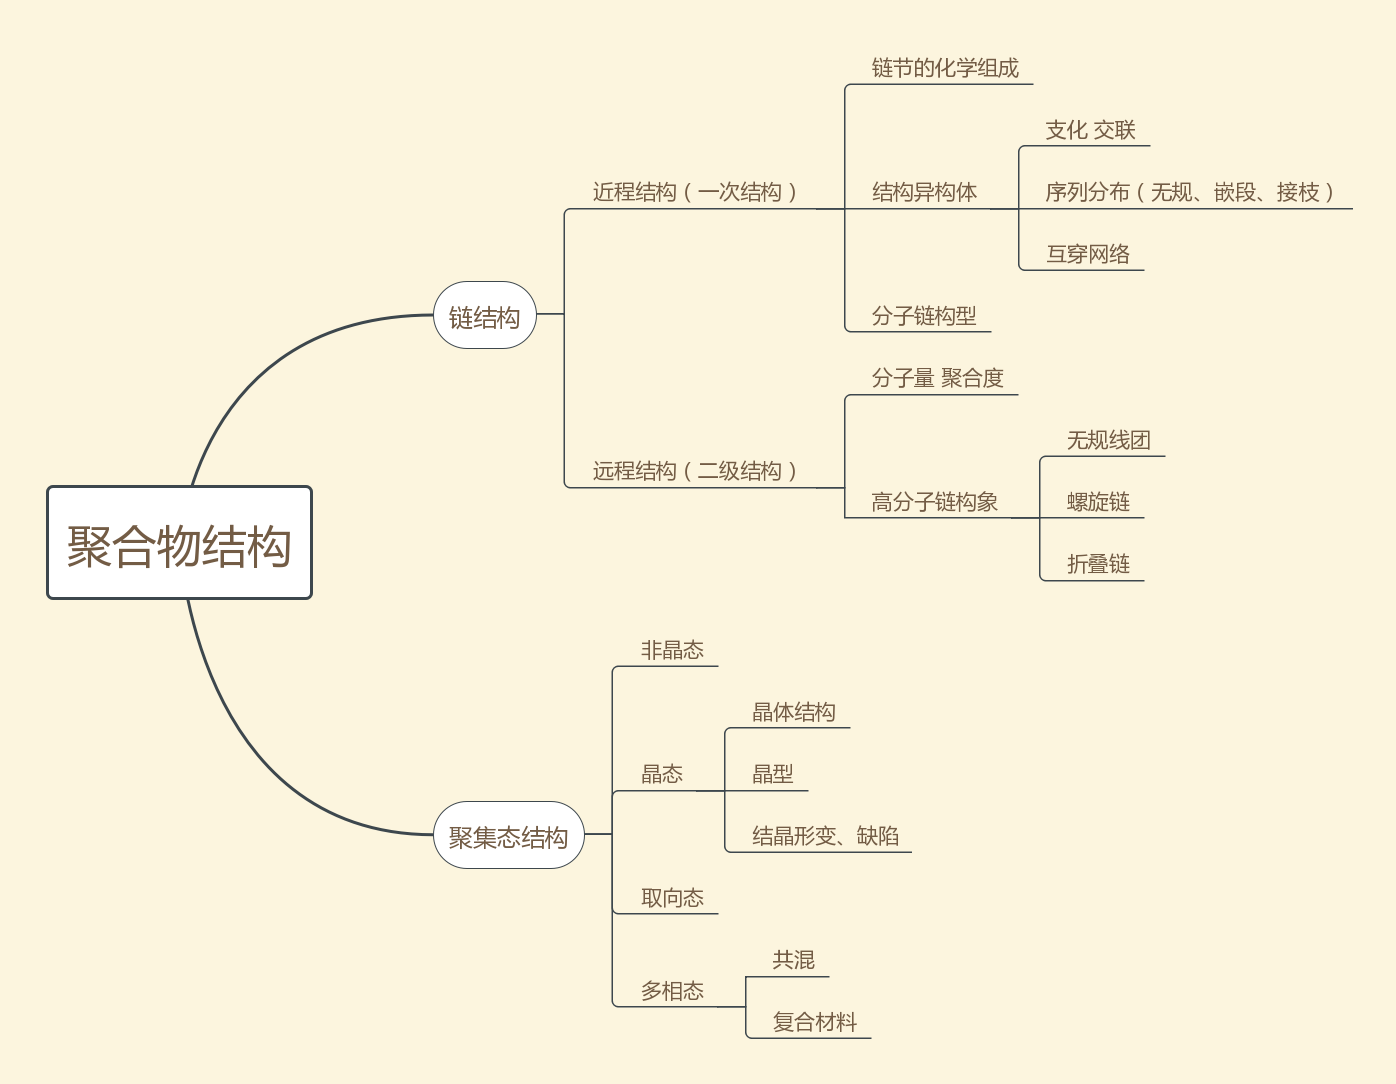 聚合物结构
链结构
近程结构（一次结构）
链节的化学组成
结构异构体
支化 交联
序列分布（无规、嵌段、接枝）
互穿网络
分子链构型
远程结构（二级结构）
分子量 聚合度
高分子链构象
无规线团
螺旋链
折叠链
聚集态结构
非晶态
晶态
晶体结构
晶型
结晶形变、缺陷
取向态
多相态
共混
复合材料